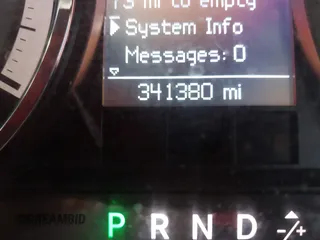 mi to empty
System Info
Messages: 0
341380 mi
P R N D -/+